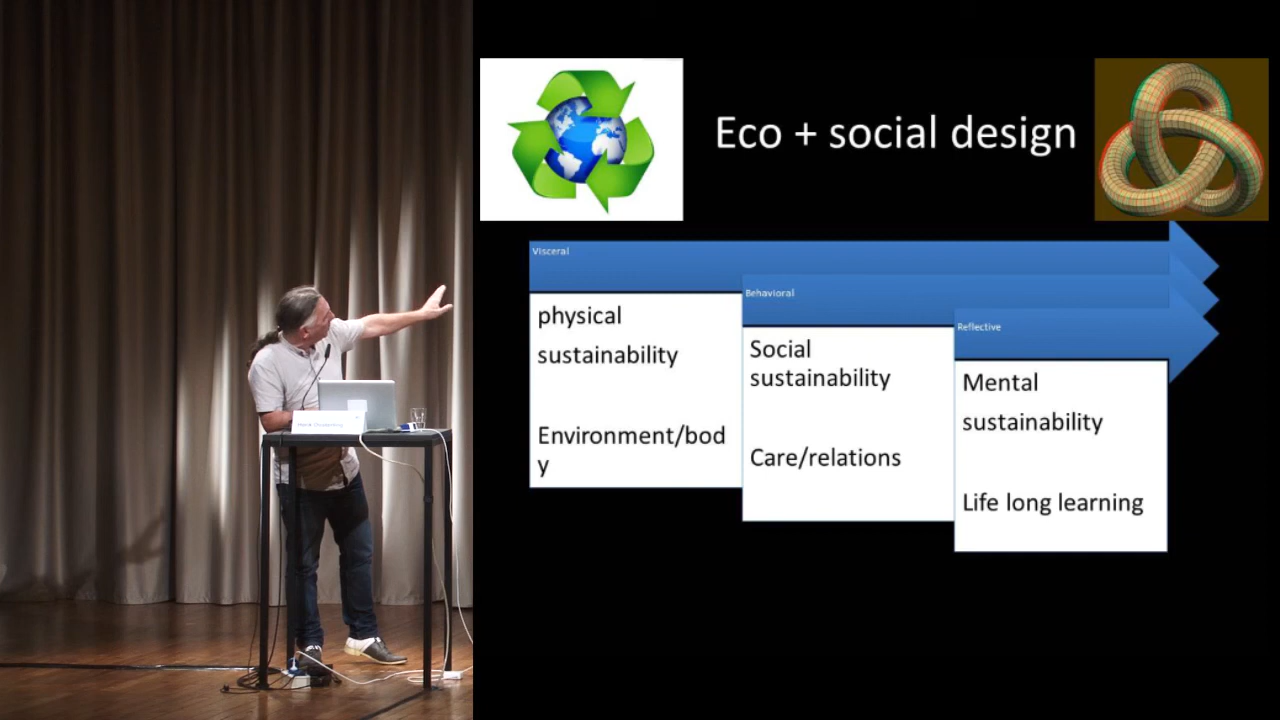 Eco + social design
Visceral
physical
sustainability
Environment/bod
y
Behavioral
Social
sustainability
Care/relations
Reflective
Mental
sustainability
Life long learning